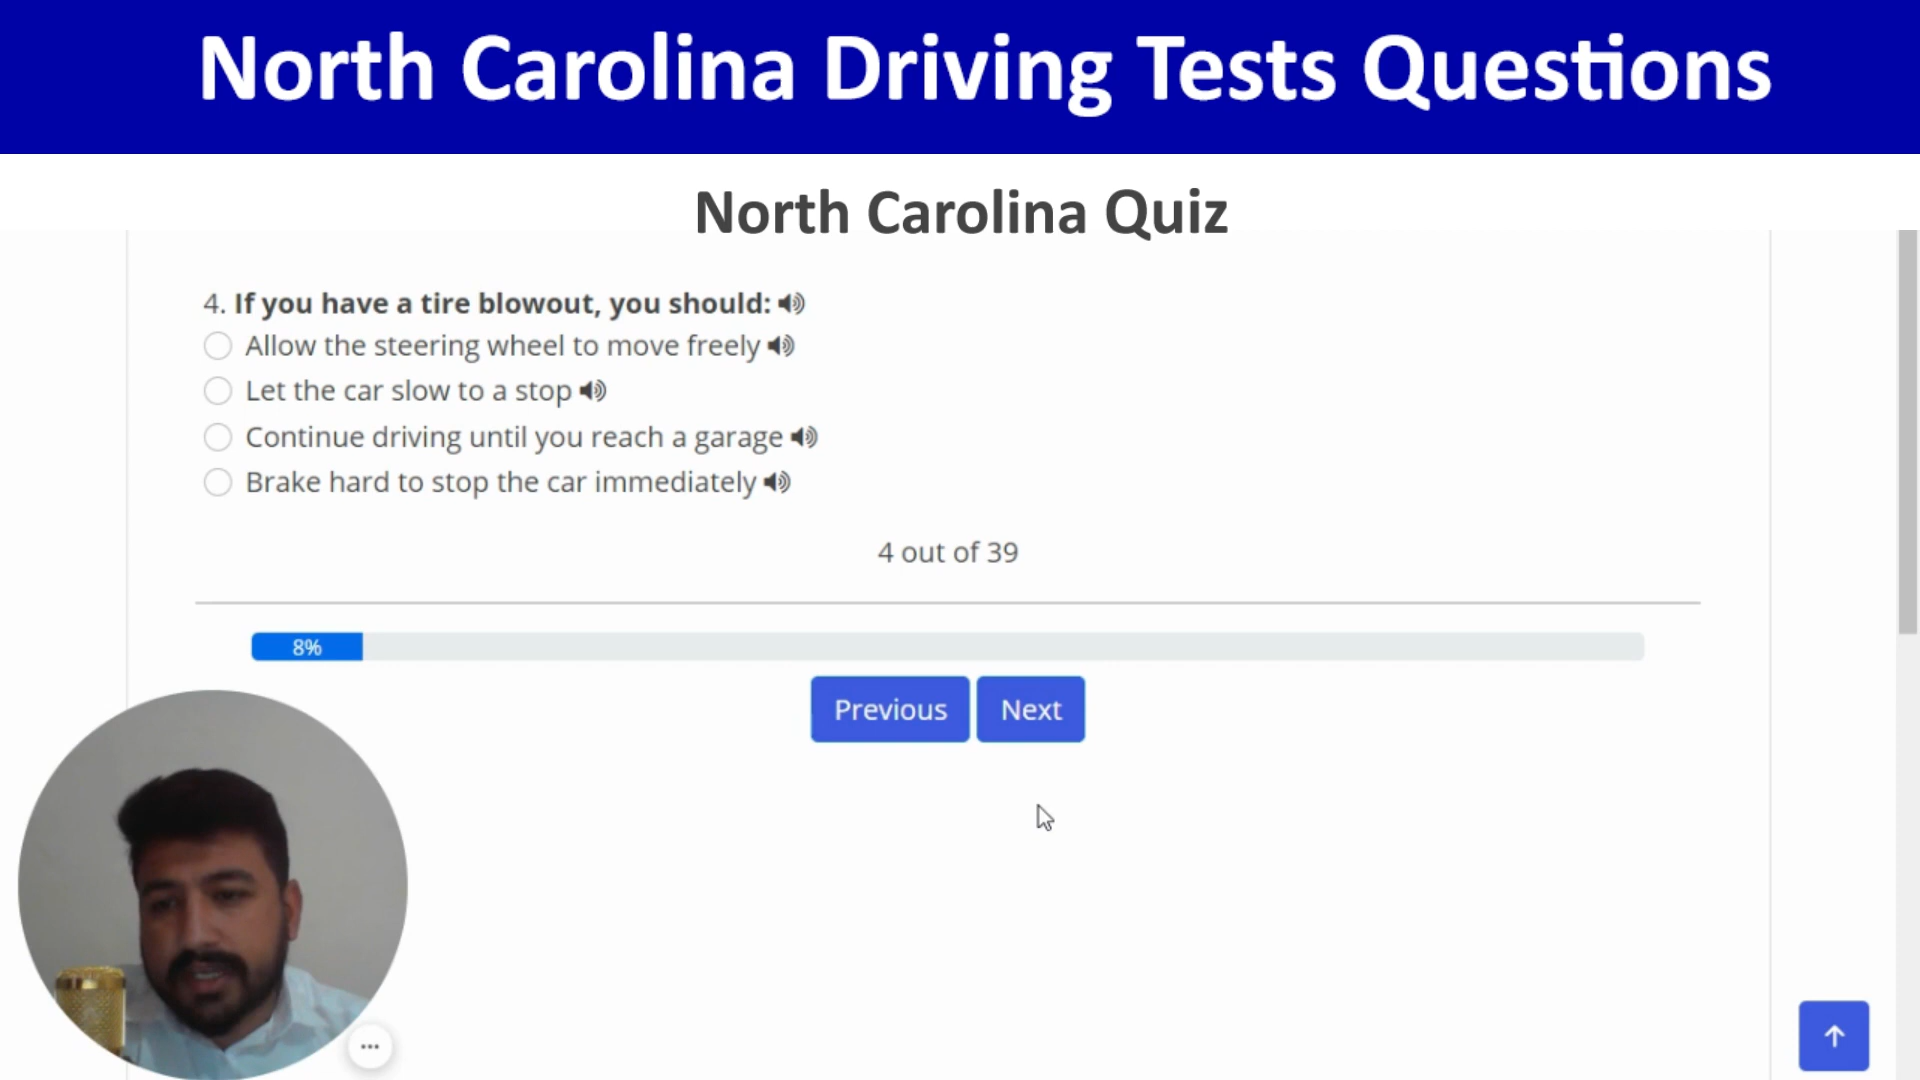 North Carolina Driving Tests Questions
North Carolina Quiz
4. If you have a tire blowout, you should:
Allow the steering wheel to move freely
Let the car slow to a stop
Continue driving until you reach a garage
Brake hard to stop the car immediately
4 out of 39
8%
Previous Next